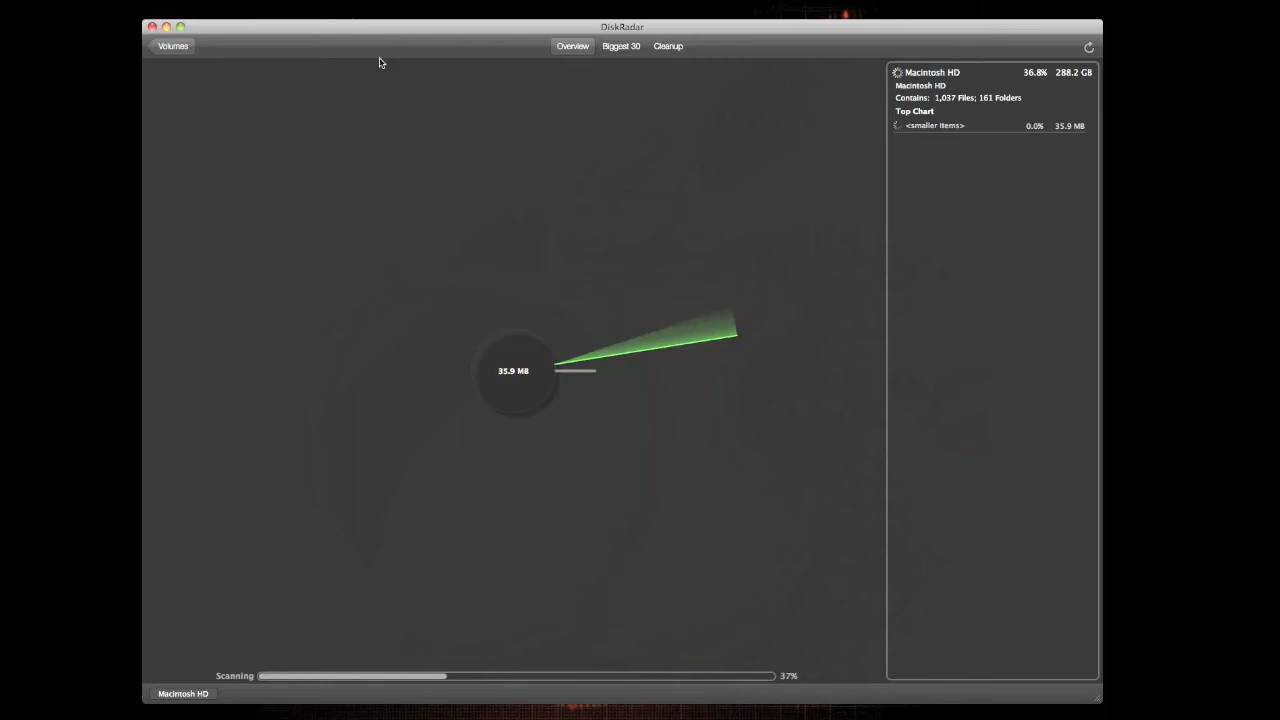 DiskRadar
Volumes
Overview Biggest 30 Cleanup
Macintosh HD 36.8% 288.2 GB
Macintosh HD
Contains: 1,037 Files; 161 Folders
Top Chart
<smaller items> 0.0% 35.9 MB
35.9 MB
Scanning 37%
Macintosh HD